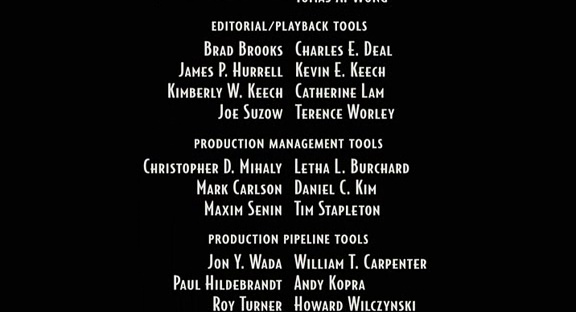 EDITORIAL/PLAYBACK TOOLS
BRAD BROOKS CHARLES E. DEAL
JAMES P. HURRELL KEVIN E. KEECH
KIMBERLY W. KEECH CATHERINE LAM
JOE SUZOW TERENCE WORLEY
PRODUCTION MANAGEMENT TOOLS
CHRISTOPHER D. MIHALY LETHA L. BURCHARD
MARK CARLSON DANIEL C. KIM
MAXIM SENIN TIM STAPLETON
PRODUCTION PIPELINE TOOLS
JON Y. WADA WILLIAM T. CARPENTER
PAUL HILDEBRANDT ANDY KOPRA
ROY TURNER HOWARD WILCZYNSKI